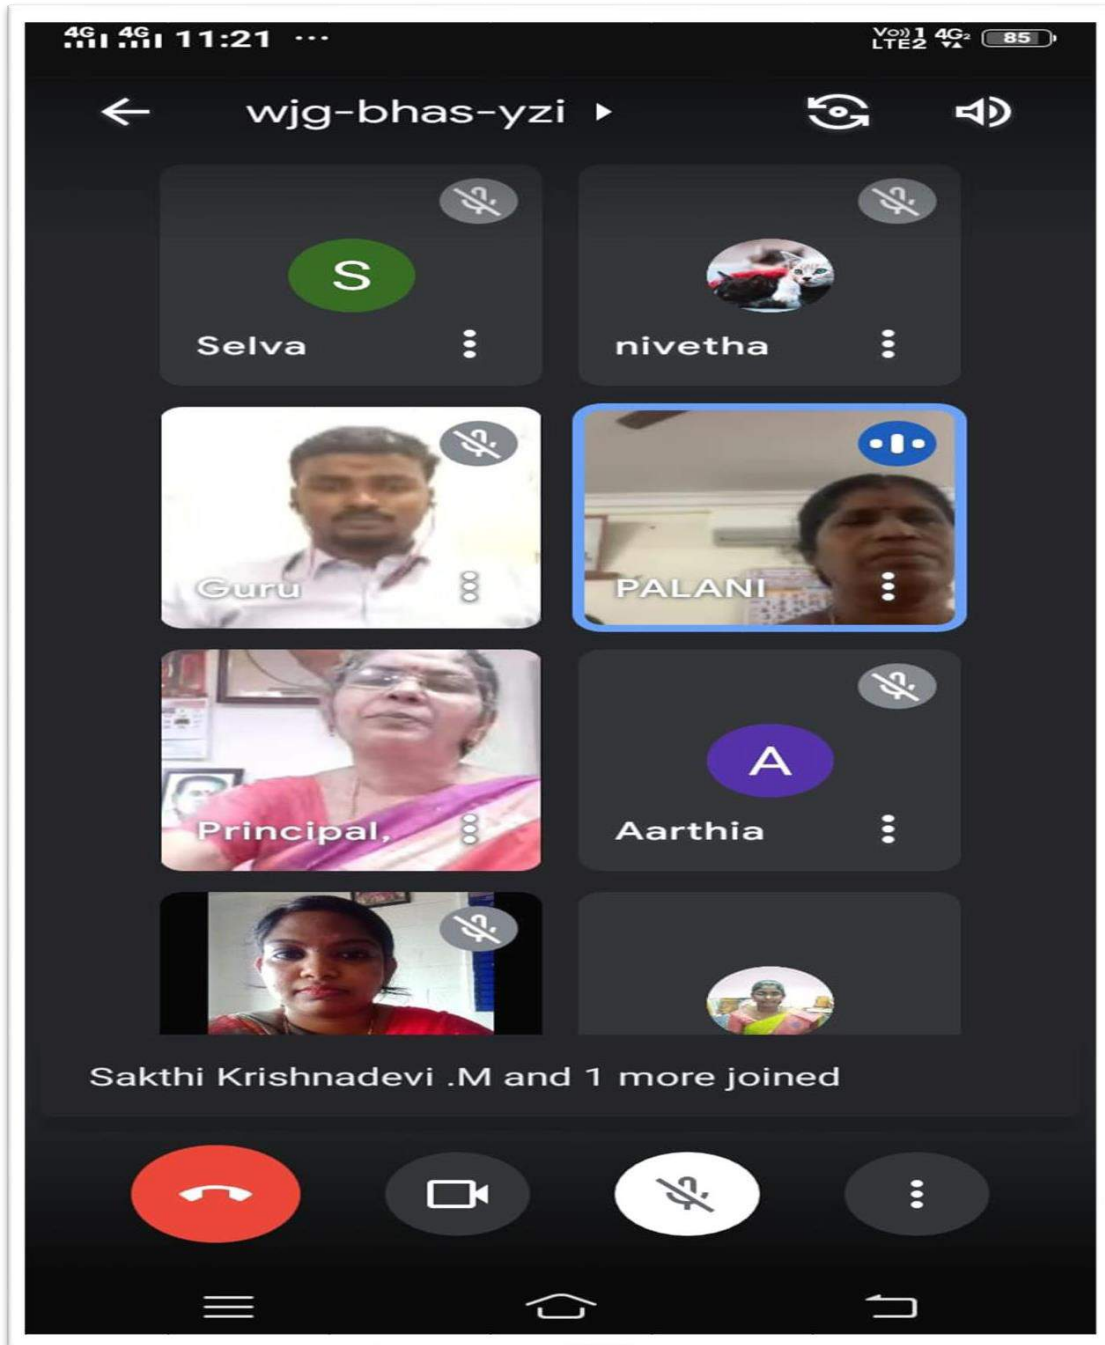 4G 4G 11:21 ...
Vo)) 1 4G2 85
LTE2
wjg-bhas-yzi
S
Selva
nivetha
Guru
PALANI
Principal,
A
Aarthia
Sakthi Krishnadevi .M and 1 more joined